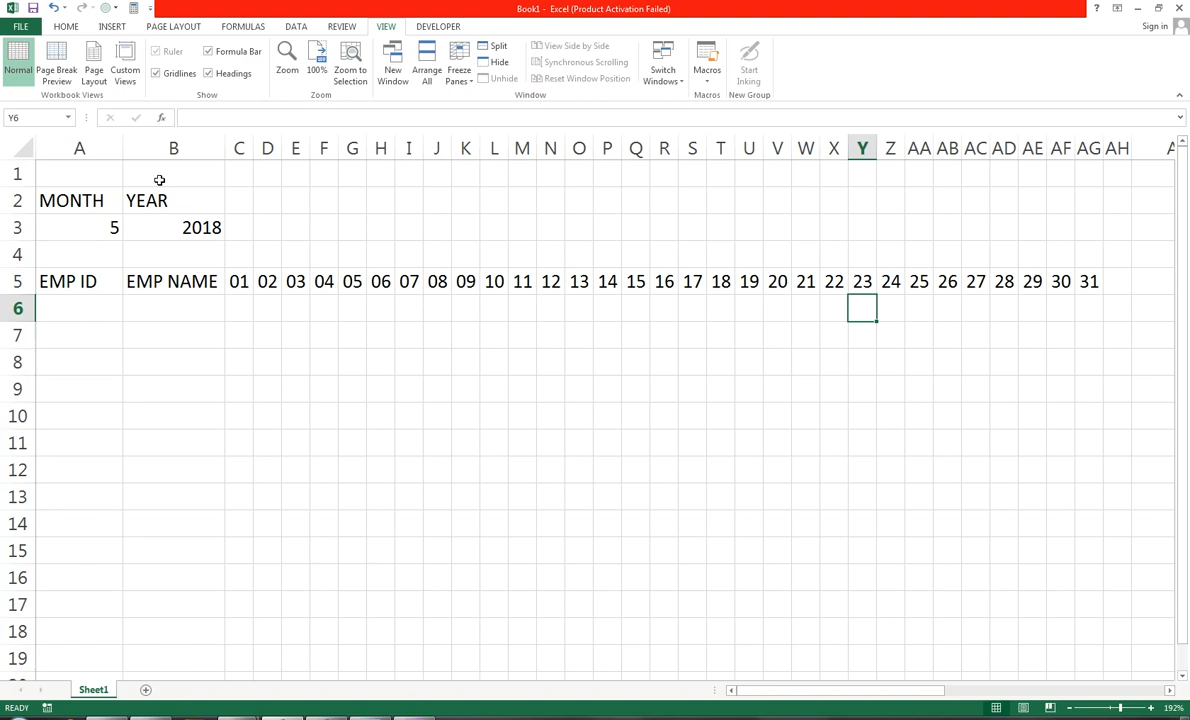 Book1 - Excel (Product Activation Failed)
FILE HOME INSERT PAGE LAYOUT FORMULAS DATA REVIEW VIEW DEVELOPER Sign in
Normal Page Break Preview Page Layout Custom Views
Ruler Formula Bar
Gridlines Headings
Zoom 100% Zoom to Selection
New Window Arrange All Freeze Panes
Split
Hide
Unhide
View Side by Side
Synchronous Scrolling
Reset Window Position
Switch Windows Macros Start Linking
Workbook Views Show Zoom Window Macros New Group
Y6 fx
A B C D E F G H I J K L M N O P Q R S T U V W X Y Z AA AB AC AD AE AF AG AH
1
2 MONTH YEAR
3 5 2018
4
5 EMP ID EMP NAME 01 02 03 04 05 06 07 08 09 10 11 12 13 14 15 16 17 18 19 20 21 22 23 24 25 26 27 28 29 30 31
6
7
8
9
10
11
12
13
14
15
16
17
18
19
Sheet1
READY 192%